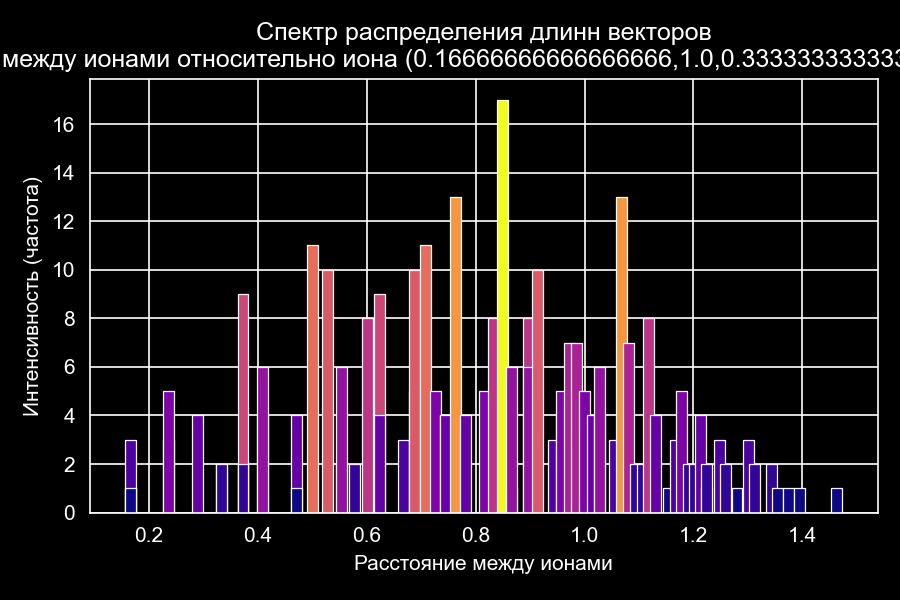 Спектр распределения длинн векторов
между ионами относительно иона (0.16666666666666666,1.0,0.333333333333
16
14
12
10
8
6
4
2
0
Интенсивность (частота)
0.2 0.4 0.6 0.8 1.0 1.2 1.4
Расстояние между ионами